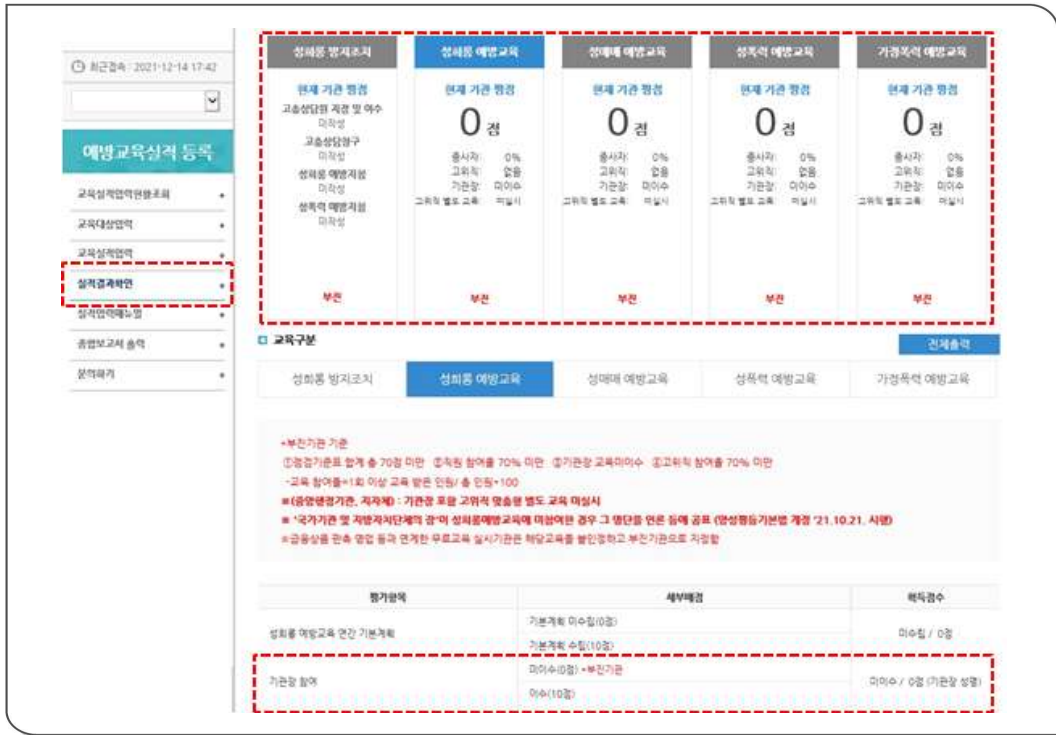 최근접속 : 2021-12-14 17:42
예방교육실적 등록
교육실적입력현황조회
교육대상입력
교육실적입력
실적결과확인
실적입력매뉴얼
종합보고서 출력
문의하기
성희롱 방지조치
성희롱 예방교육
성매매 예방교육
성폭력 예방교육
가정폭력 예방교육
현재 기관 평점
고충상담원 지정 및 이수
미작성
고충상담창구
미작성
성희롱 예방지침
미작성
성폭력 예방지침
미작성
부진
현재 기관 평점
0 점
종사자: 0%
고위직: 없음
기관장: 미이수
고위직 별도 교육: 미실시
부진
현재 기관 평점
0 점
종사자: 0%
고위직: 없음
기관장: 미이수
고위직 별도 교육: 미실시
부진
현재 기관 평점
0 점
종사자: 0%
고위직: 없음
기관장: 미이수
고위직 별도 교육: 미실시
부진
현재 기관 평점
0 점
종사자: 0%
고위직: 없음
기관장: 미이수
고위직 별도 교육: 미실시
부진
교육구분
전체출력
성희롱 방지조치 성희롱 예방교육 성매매 예방교육 성폭력 예방교육 가정폭력 예방교육
*부진기관 기준
①점검기준표 합계 총 70점 미만 ②직원 참여율 70% 미만 ③기관장 교육미이수 ④고위직 참여율 70% 미만
-교육 참여율=1회 이상 교육 받은 인원/ 총 인원*100
※(중앙행정기관, 지자체) : 기관장 포함 고위직 맞춤형 별도 교육 미실시
※ '국가기관 및 지방자치단체의 장'이 성희롱예방교육에 미참여한 경우 그 명단을 언론 등에 공표 (양성평등기본법 개정 '21.10.21. 시행)
※금융상품 판촉 영업 등과 연계한 무료교육 실시기관은 해당교육을 불인정하고 부진기관으로 지정함
평가항목 세부배점 획득점수
성희롱 예방교육 연간 기본계획
기본계획 미수립(0점)
기본계획 수립(10점)
미수립 / 0점
기관장 참여
미이수(0점) *부진기관
이수(10점)
미이수 / 0점 (기관장 성명)